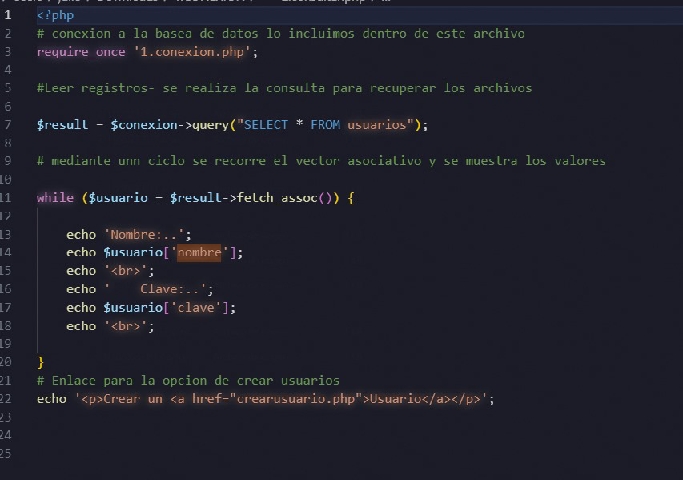 1 <?php
2 # conexion a la basea de datos lo incluimos dentro de este archivo
3 require_once '1.conexion.php';
4
5 #Leer registros- se realiza la consulta para recuperar los archivos
6
7 $result = $conexion->query("SELECT * FROM usuarios");
8
9 # mediante unn ciclo se recorre el vector asociativo y se muestra los valores
10
11 while ($usuario = $result->fetch_assoc()) {
12
13 echo 'Nombre:..';
14 echo $usuario['nombre'];
15 echo '<br>';
16 echo '    Clave:..';
17 echo $usuario['clave'];
18 echo '<br>';
19
20 }
21 # Enlace para la opcion de crear usuarios
22 echo '<p>Crear un <a href="crearusuario.php">Usuario</a></p>';
23
24
25